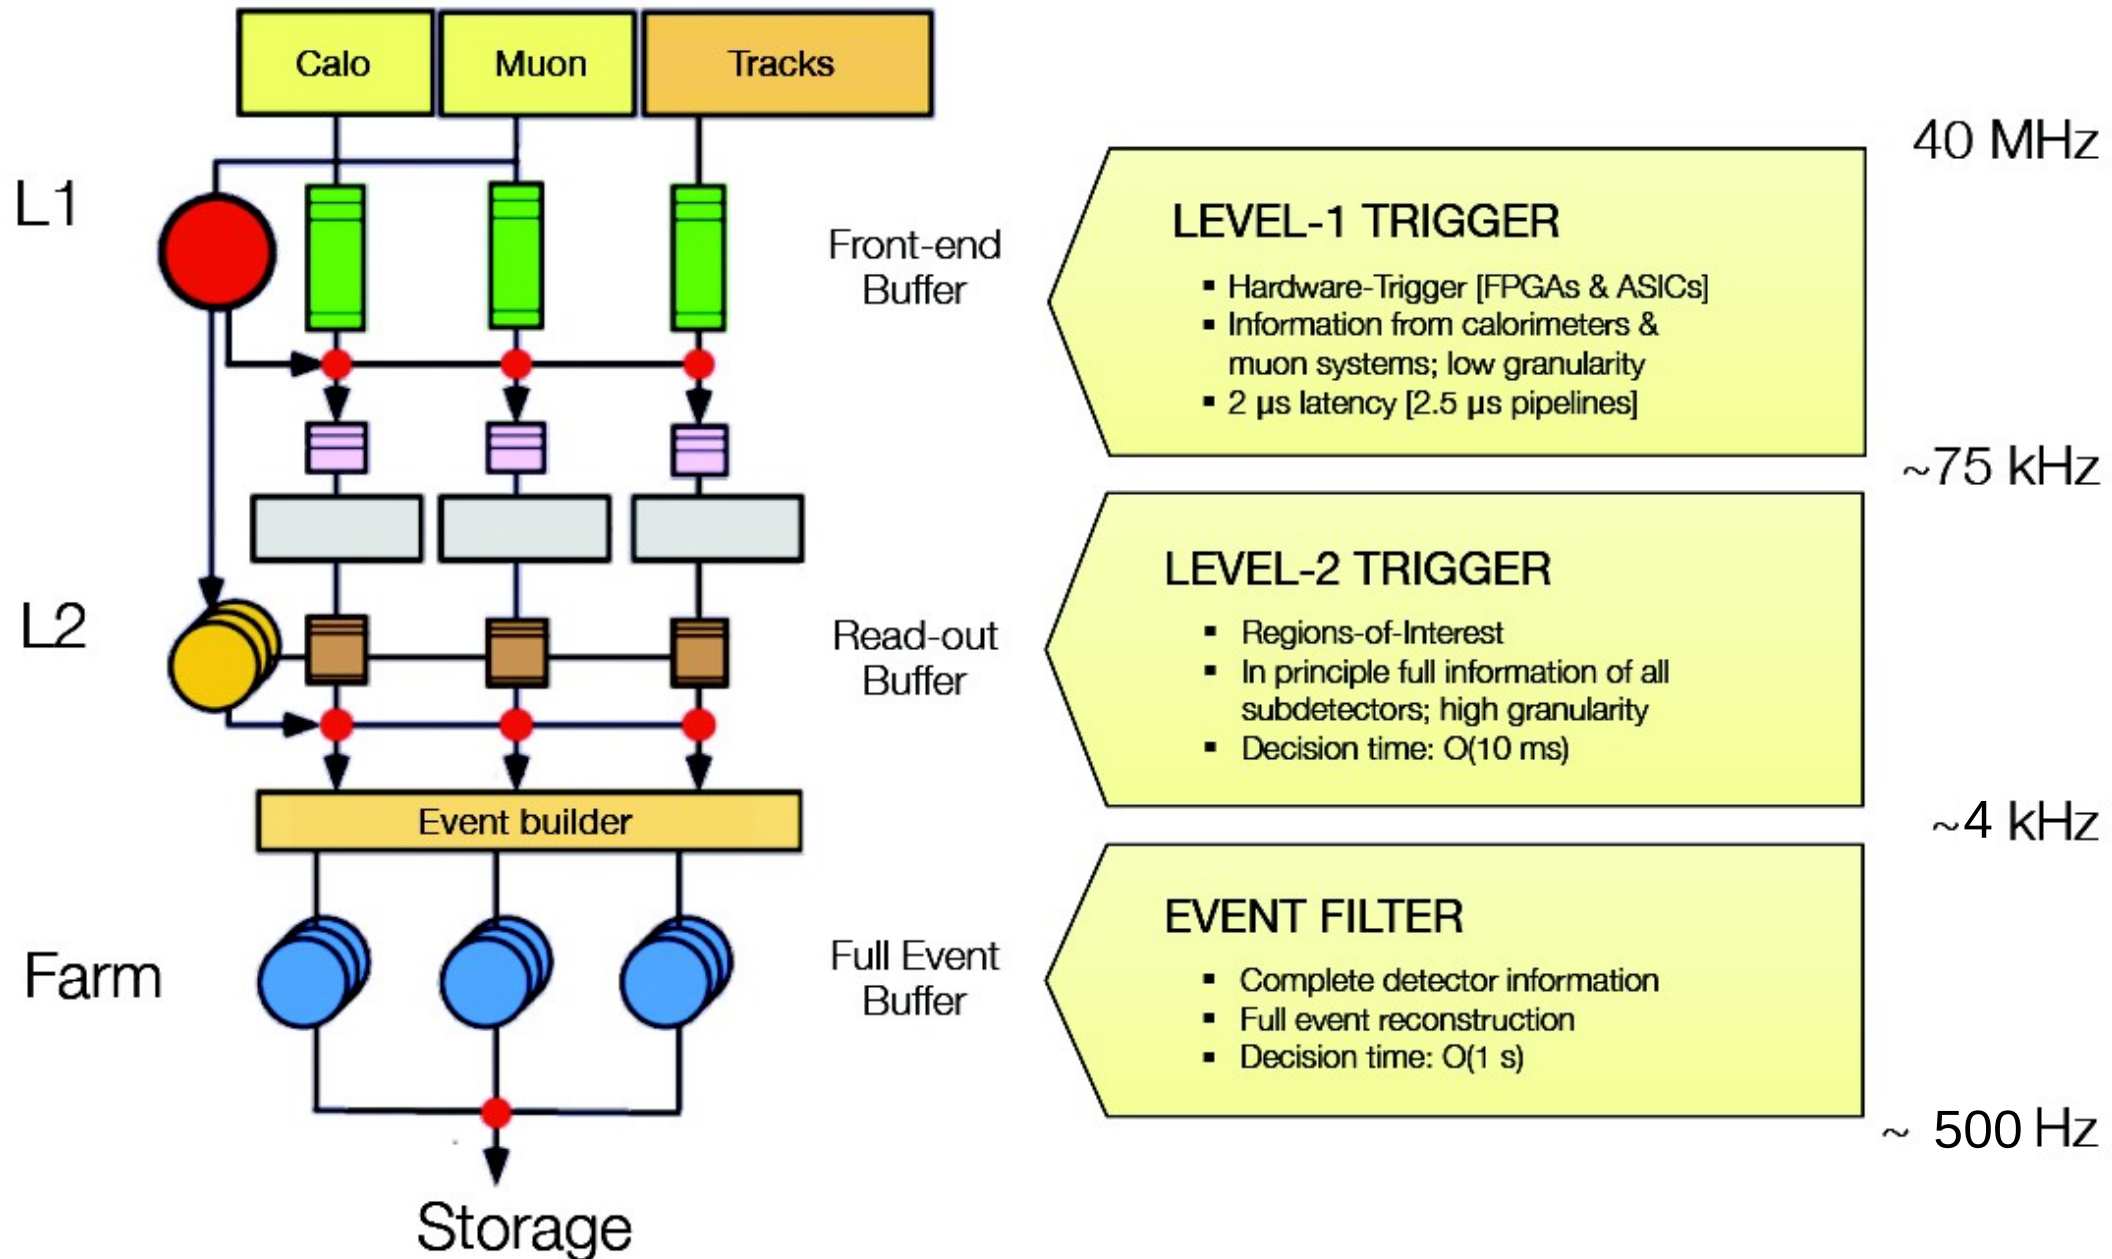 Calo
Muon
Tracks
40 MHz
L1
Front-end
Buffer
LEVEL-1 TRIGGER
▪ Hardware-Trigger [FPGAs & ASICs]
▪ Information from calorimeters &
muon systems; low granularity
▪ 2 µs latency [2.5 µs pipelines]
~75 kHz
L2
Read-out
Buffer
LEVEL-2 TRIGGER
▪ Regions-of-Interest
▪ In principle full information of all
subdetectors; high granularity
▪ Decision time: O(10 ms)
~4 kHz
Event builder
Farm
Full Event
Buffer
EVENT FILTER
▪ Complete detector information
▪ Full event reconstruction
▪ Decision time: O(1 s)
~ 500 Hz
Storage